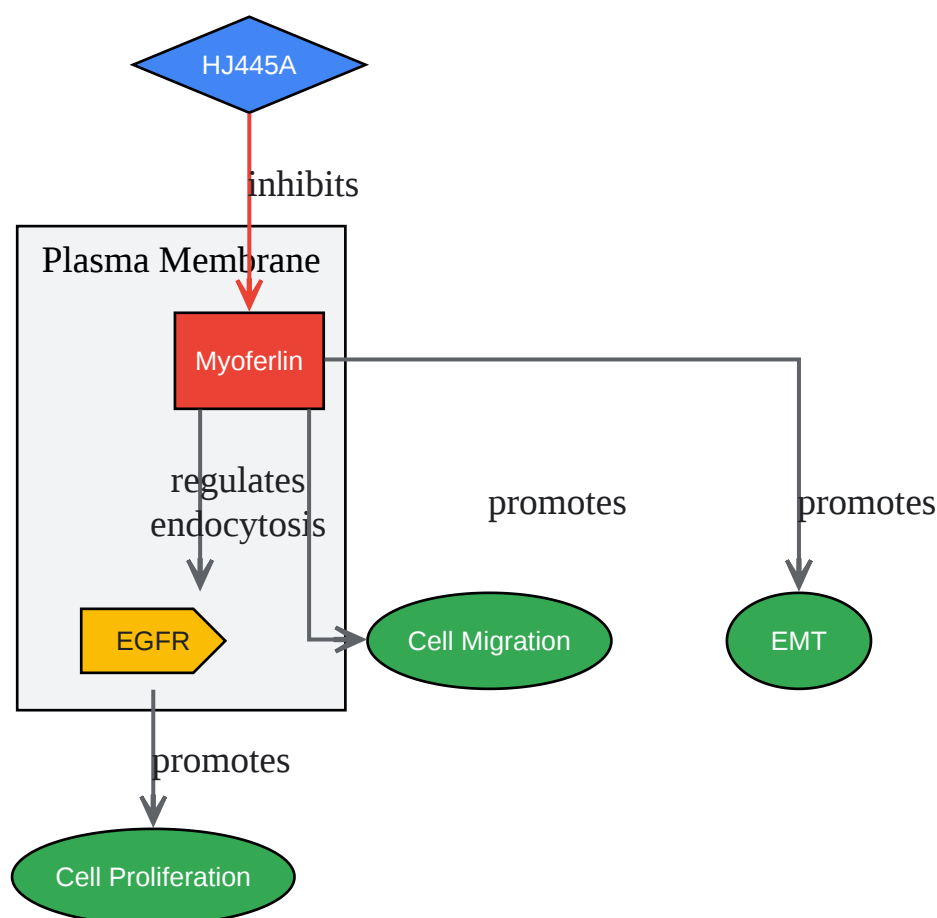 HJ445A
inhibits
Plasma Membrane
Myoferlin
regulates
endocytosis
promotes
promotes
EGFR
Cell Migration
EMT
promotes
Cell Proliferation